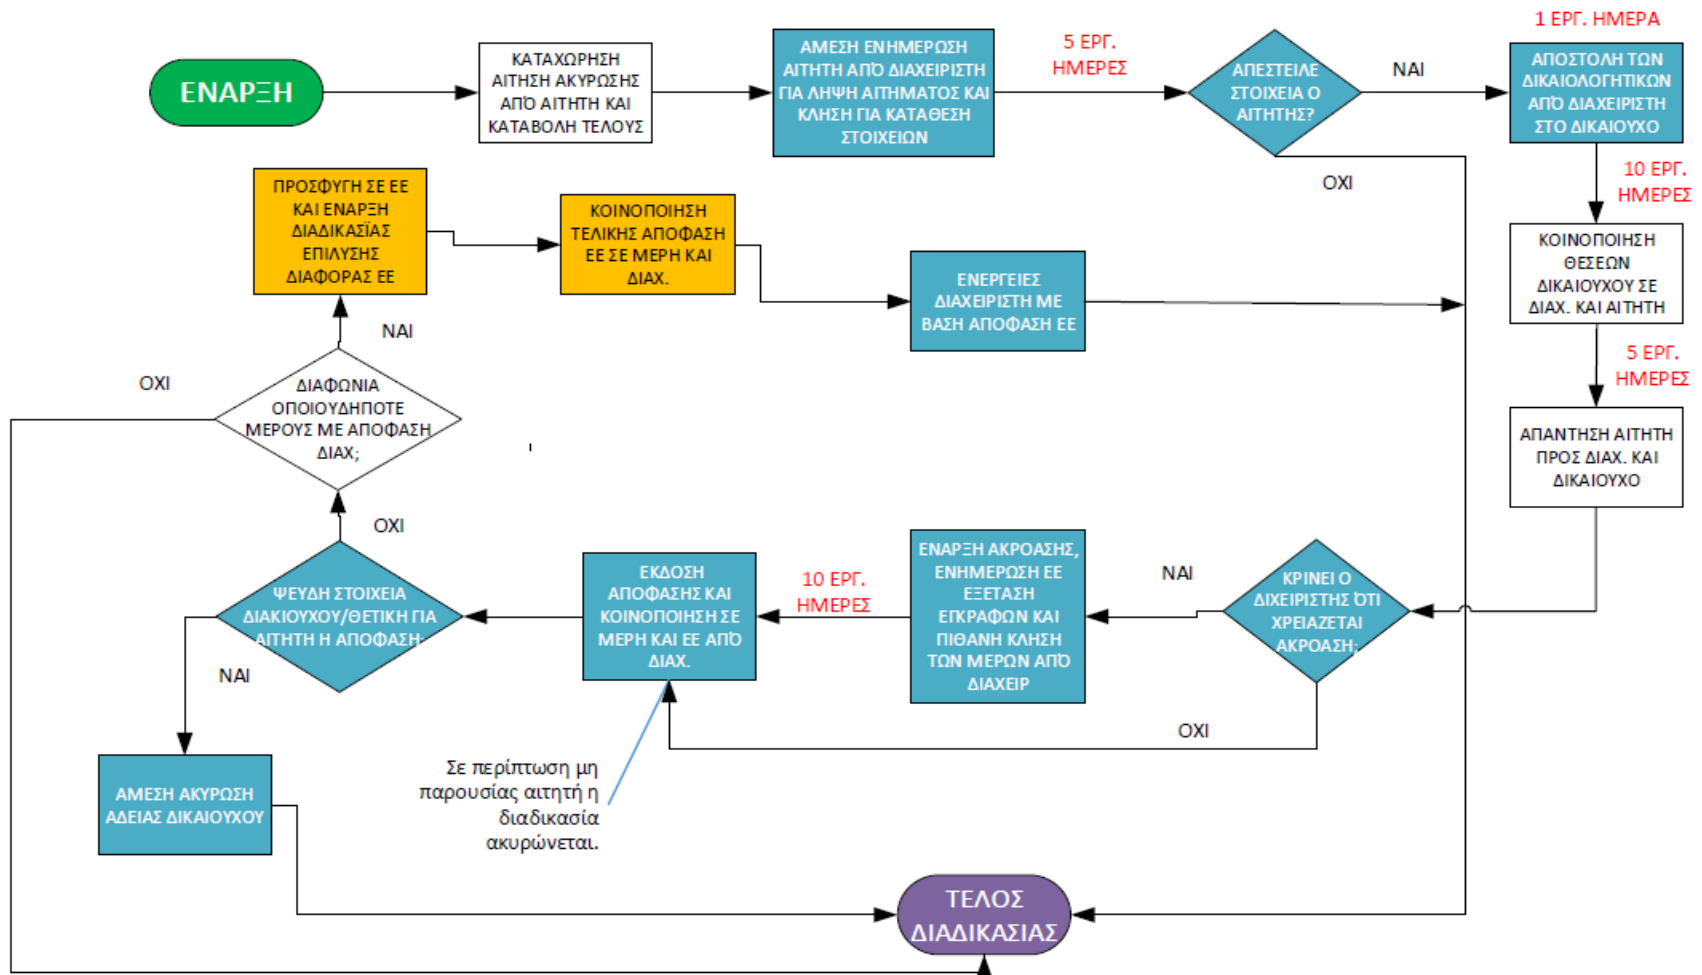 ΕΝΑΡΞΗ
ΚΑΤΑΧΩΡΗΣΗ
ΑΙΤΗΣΗ ΑΚΥΡΩΣΗΣ
ΑΠΌ ΑΙΤΗΤΗ ΚΑΙ
ΚΑΤΑΒΟΛΗ ΤΕΛΟΥΣ
ΑΜΕΣΗ ΕΝΗΜΕΡΩΣΗ
ΑΙΤΗΤΗ ΑΠΌ ΔΙΑΧΕΙΡΙΣΤΗ
ΓΙΑ ΛΗΨΗ ΑΙΤΗΜΑΤΟΣ ΚΑΙ
ΚΛΗΣΗ ΓΙΑ ΚΑΤΑΘΕΣΗ
ΣΤΟΙΧΕΙΩΝ
5 ΕΡΓ.
ΗΜΕΡΕΣ
ΑΠΕΣΤΕΙΛΕ
ΣΤΟΙΧΕΙΑ Ο
ΑΙΤΗΤΗΣ?
ΝΑΙ
ΟΧΙ
1 ΕΡΓ. ΗΜΕΡΑ
ΑΠΟΣΤΟΛΗ ΤΩΝ
ΔΙΚΑΙΟΛΟΓΗΤΙΚΩΝ
ΑΠΌ ΔΙΑΧΕΙΡΙΣΤΗ
ΣΤΟ ΔΙΚΑΙΟΥΧΟ
10 ΕΡΓ.
ΗΜΕΡΕΣ
ΚΟΙΝΟΠΟΙΗΣΗ
ΘΕΣΕΩΝ
ΔΙΚΑΙΟΥΧΟΥ ΣΕ
ΔΙΑΧ. ΚΑΙ ΑΙΤΗΤΗ
5 ΕΡΓ.
ΗΜΕΡΕΣ
ΑΠΑΝΤΗΣΗ ΑΙΤΗΤΗ
ΠΡΟΣ ΔΙΑΧ. ΚΑΙ
ΔΙΚΑΙΟΥΧΟ
ΚΡΙΝΕΙ Ο
ΔΙΧΕΙΡΙΣΤΗΣ ΌΤΙ
ΧΡΕΙΑΖΕΤΑΙ
ΑΚΡΟΑΣΗ;
ΝΑΙ
ΟΧΙ
ΕΝΑΡΞΗ ΑΚΡΟΑΣΗΣ,
ΕΝΗΜΕΡΩΣΗ ΕΕ
ΕΞΕΤΑΣΗ
ΕΓΚΡΑΦΩΝ ΚΑΙ
ΠΙΘΑΝΗ ΚΛΗΣΗ
ΤΩΝ ΜΕΡΩΝ ΑΠΌ
ΔΙΑΧΕΙΡ
10 ΕΡΓ.
ΗΜΕΡΕΣ
ΕΚΔΟΣΗ
ΑΠΟΦΑΣΗΣ ΚΑΙ
ΚΟΙΝΟΠΟΙΗΣΗ ΣΕ
ΜΕΡΗ ΚΑΙ ΕΕ ΑΠΌ
ΔΙΑΧ.
Σε περίπτωση μη
παρουσίας αιτητή η
διαδικασία
ακυρώνεται.
ΨΕΥΔΗ ΣΤΟΙΧΕΙΑ
ΔΙΑΚΙΟΥΧΟΥ/ΘΕΤΙΚΗ ΓΙΑ
ΑΙΤΗΤΗ Η ΑΠΟΦΑΣΗ;
ΝΑΙ
ΟΧΙ
ΑΜΕΣΗ ΑΚΥΡΩΣΗ
ΑΔΕΙΑΣ ΔΙΚΑΙΟΥΧΟΥ
ΔΙΑΦΩΝΙΑ
ΟΠΟΙΟΥΔΗΠΟΤΕ
ΜΕΡΟΥΣ ΜΕ ΑΠΟΦΑΣΗ
ΔΙΑΧ;
ΟΧΙ
ΝΑΙ
ΠΡΟΣΦΥΓΗ ΣΕ ΕΕ
ΚΑΙ ΕΝΑΡΞΗ
ΔΙΑΔΙΚΑΣΪΑΣ
ΕΠΙΛΥΣΗΣ
ΔΙΑΦΟΡΑΣ ΕΕ
ΚΟΙΝΟΠΟΙΗΣΗ
ΤΕΛΙΚΗΣ ΑΠΟΦΑΣΗ
ΕΕ ΣΕ ΜΕΡΗ ΚΑΙ
ΔΙΑΧ.
ΕΝΕΡΓΕΙΕΣ
ΔΙΑΧΕΙΡΙΣΤΗ ΜΕ
ΒΑΣΗ ΑΠΟΦΑΣΗ ΕΕ
ΤΕΛΟΣ
ΔΙΑΔΙΚΑΣΙΑΣ